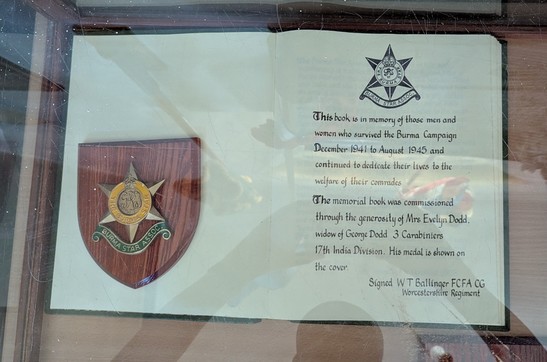 BURMA STAR ASSOC
BURMA
BURMA STAR ASSOC
This book is in memory of those men and
women who survived the Burma Campaign
December 1941 to August 1945 and
continued to dedicate their lives to the
welfare of their comrades
The memorial book was commissioned
through the generosity of Mrs. Evelyn Dodd,
widow of George Dodd 3 Carabiniers
17th India Division. His medal is shown on
the cover.
Signed W T Ballinger FCFA CG
Worcestershire Regiment